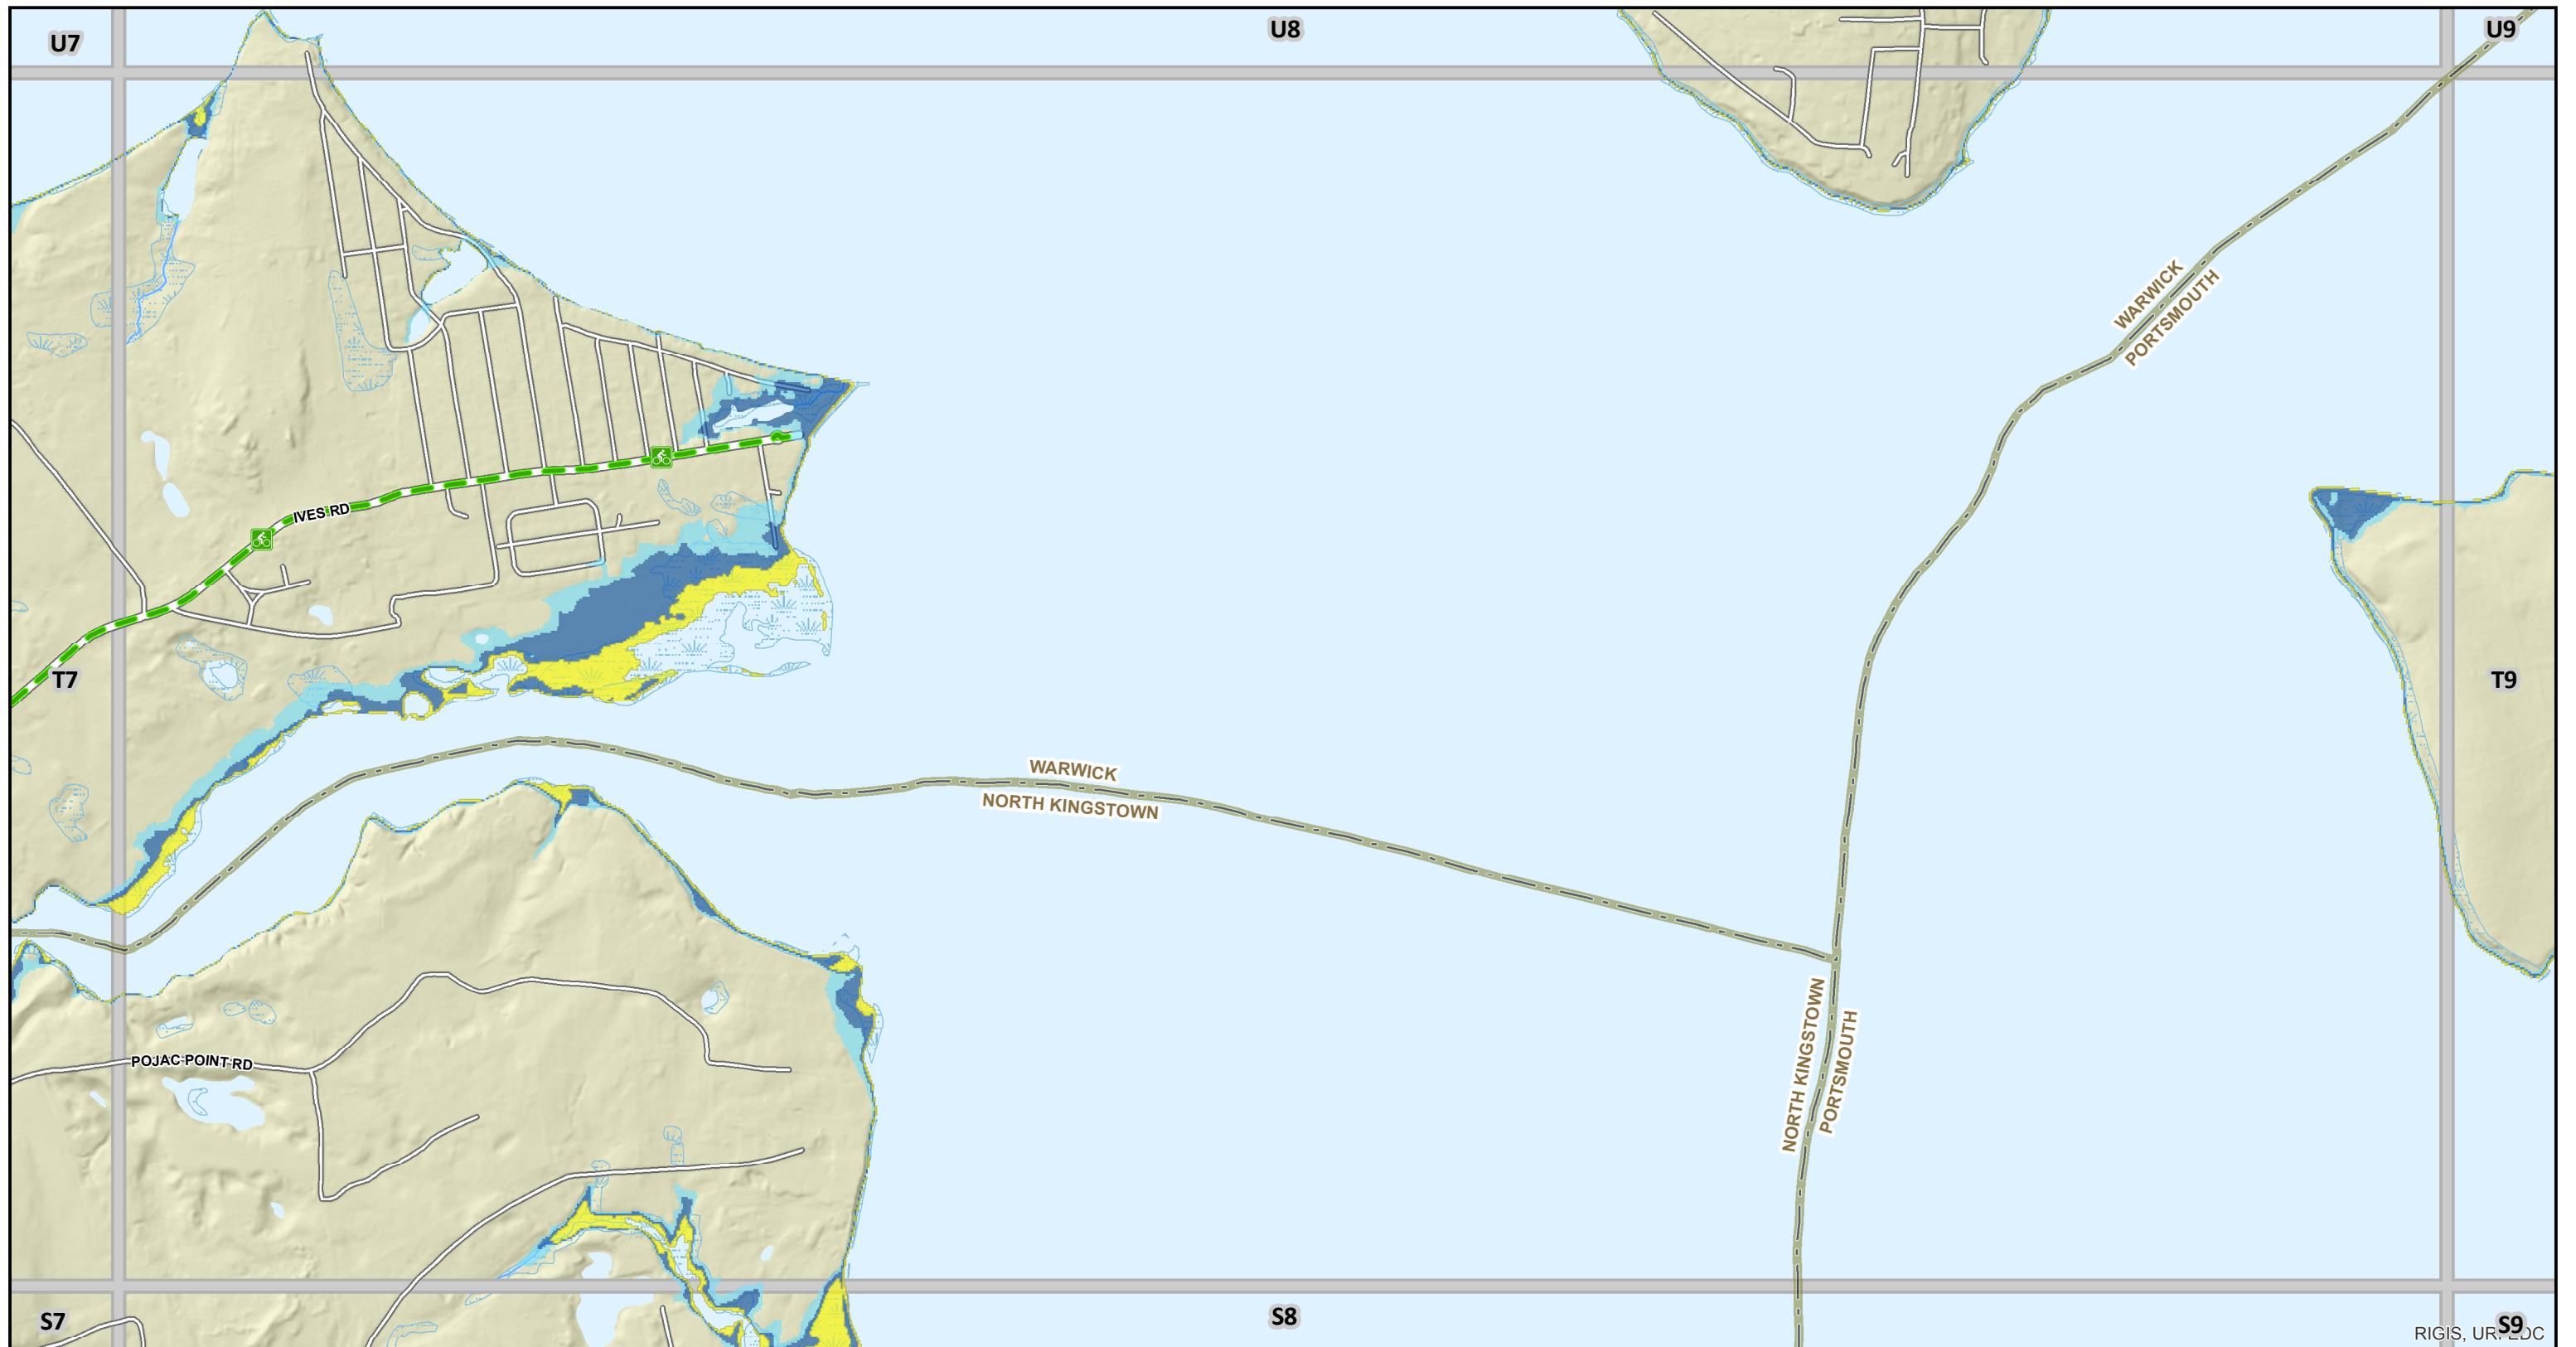 U7
U8
U9
WARWICK
PORTSMOUTH
IVES RD
T7
T9
WARWICK
NORTH KINGSTOWN
NORTH KINGSTOWN
PORTSMOUTH
POJAC POINT RD
S7
S8
S9
RIGIS,